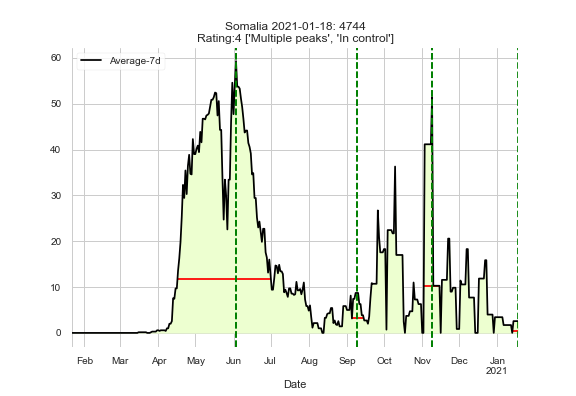 Somalia 2021-01-18: 4744
Rating:4 ['Multiple peaks', 'In control']
60
50
40
30
20
10
0
Average-7d
Feb Mar Apr May Jun Jul Aug Sep Oct Nov Dec Jan
2021
Date